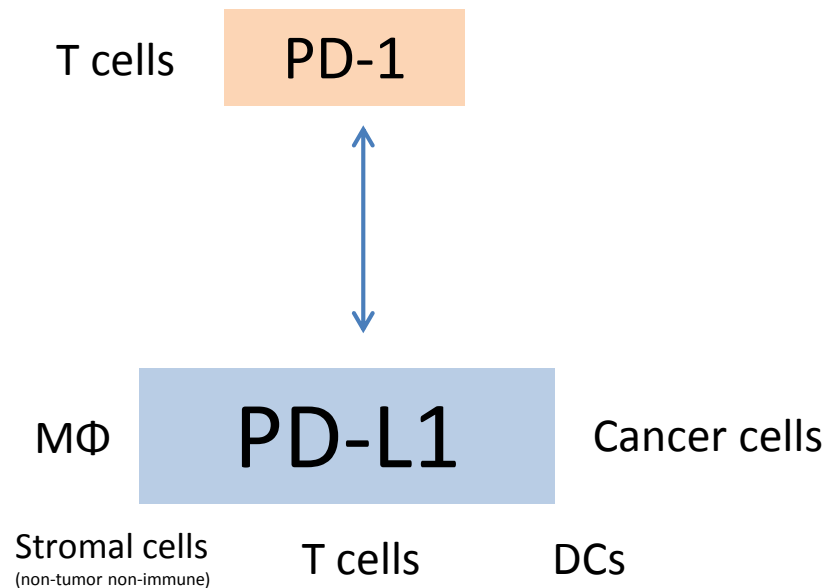 T cells
PD-1
MΦ
PD-L1
Cancer cells
Stromal cells
(non-tumor non-immune)
T cells
DCs